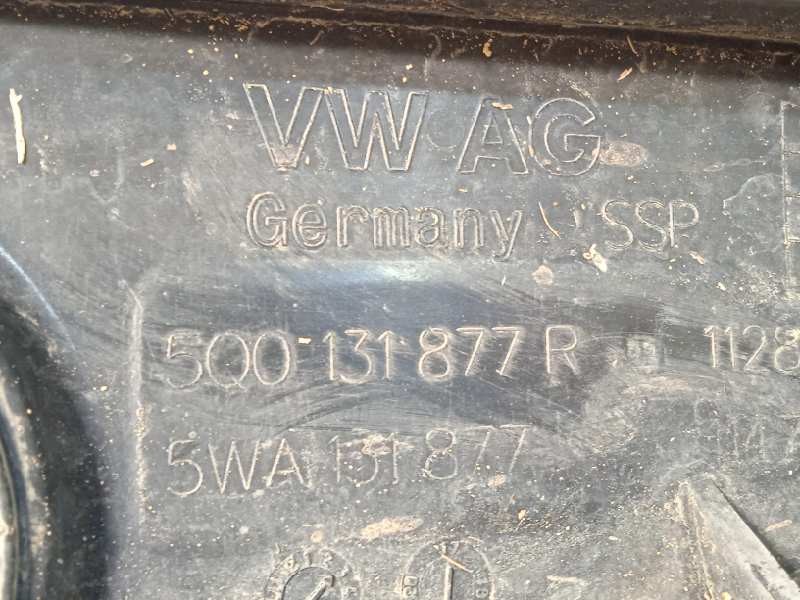 VW AG
Germany SSP
5Q0 131 877 R 1128
5WA 131 877